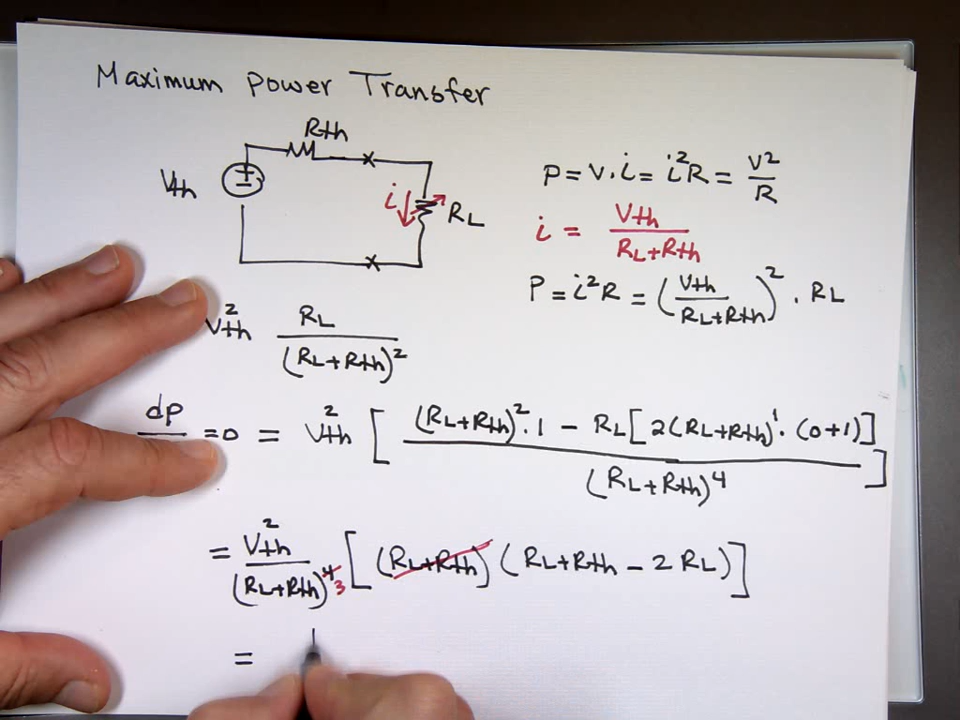 Maximum Power Transfer
Rth
Vth
i
RL
P = V·i = i²R = V²/R
i = Vth/(RL+Rth)
P = i²R = (Vth/(RL+Rth))² · RL
Vth² RL/(RL+Rth)²
dP =0 = Vth² [ ((RL+Rth)²·1 − RL[2(RL+Rth)¹·(0+1)])/(RL+Rth)⁴ ]
= Vth²/(RL+Rth)⁴ ³ [(RL+Rth)(RL+Rth − 2RL)]
=